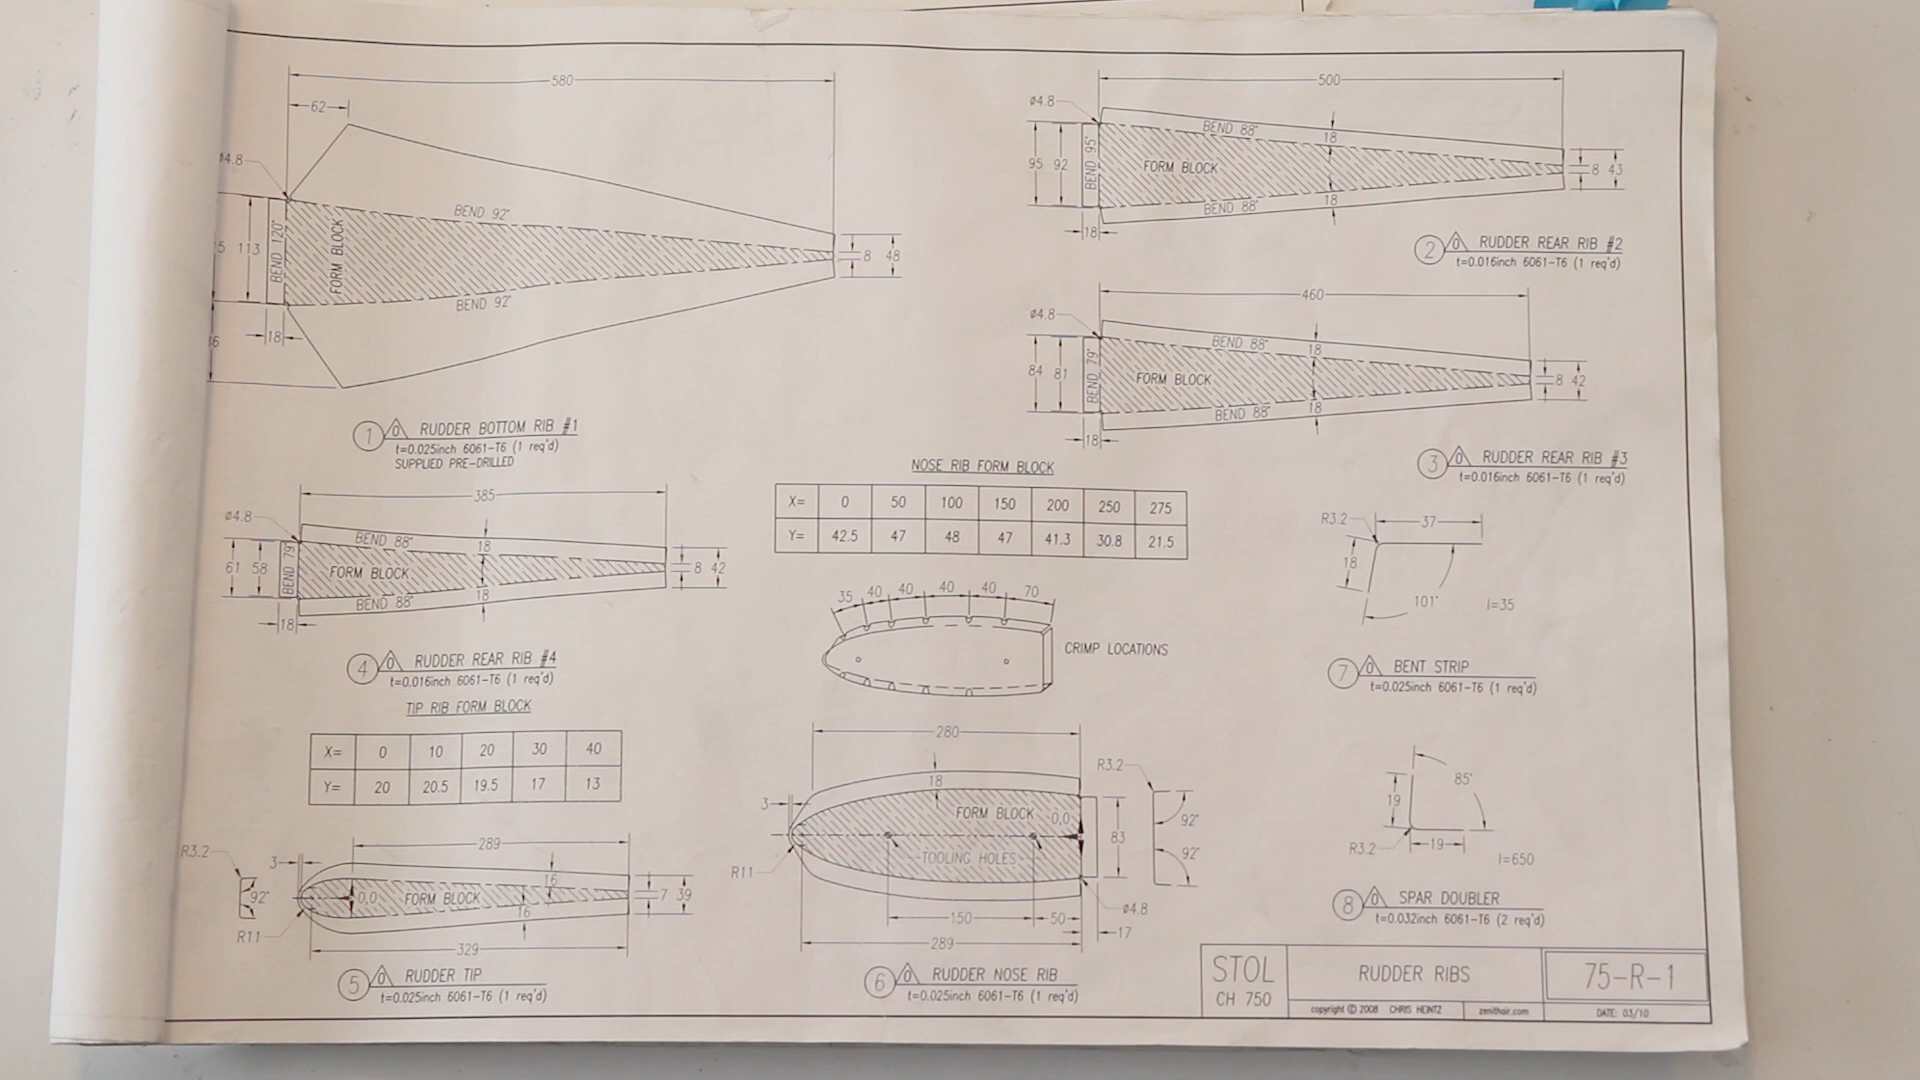 580
62
Ø4.8
BEND 92°
BEND 120°
FORM BLOCK
113
5
BEND 92°
8 48
18
6
1 0 RUDDER BOTTOM RIB #1
t=0.025inch 6061-T6 (1 req'd)
SUPPLIED PRE-DRILLED
500
Ø4.8
BEND 88°
18
95 92
BEND 95°
FORM BLOCK
8 43
BEND 88°
18
18
2 0 RUDDER REAR RIB #2
t=0.016inch 6061-T6 (1 req'd)
460
Ø4.8
BEND 88°
18
84 81
BEND 79°
FORM BLOCK
8 42
BEND 88°
18
18
3 0 RUDDER REAR RIB #3
t=0.016inch 6061-T6 (1 req'd)
385
Ø4.8
BEND 88°
18
61 58
BEND 79°
FORM BLOCK
8 42
BEND 88°
18
18
4 0 RUDDER REAR RIB #4
t=0.016inch 6061-T6 (1 req'd)
NOSE RIB FORM BLOCK
X= 0 50 100 150 200 250 275
Y= 42.5 47 48 47 41.3 30.8 21.5
35 40 40 40 40 70
CRIMP LOCATIONS
R3.2
37
18
101°
l=35
7 0 BENT STRIP
t=0.025inch 6061-T6 (1 req'd)
TIP RIB FORM BLOCK
X= 0 10 20 30 40
Y= 20 20.5 19.5 17 13
R3.2
92°
3
289
16
0,0
FORM BLOCK
7 39
16
R11
329
5 0 RUDDER TIP
t=0.025inch 6061-T6 (1 req'd)
280
18
3
FORM BLOCK
0,0
TOOLING HOLES
R11
83
R3.2
92°
92°
Ø4.8
150
50
17
289
6 0 RUDDER NOSE RIB
t=0.025inch 6061-T6 (1 req'd)
85°
19
R3.2
19
l=650
8 0 SPAR DOUBLER
t=0.032inch 6061-T6 (2 req'd)
STOL
CH 750
RUDDER RIBS
75-R-1
copyright © 2008 CHRIS HEINTZ
zenithair.com
DATE: 03/10